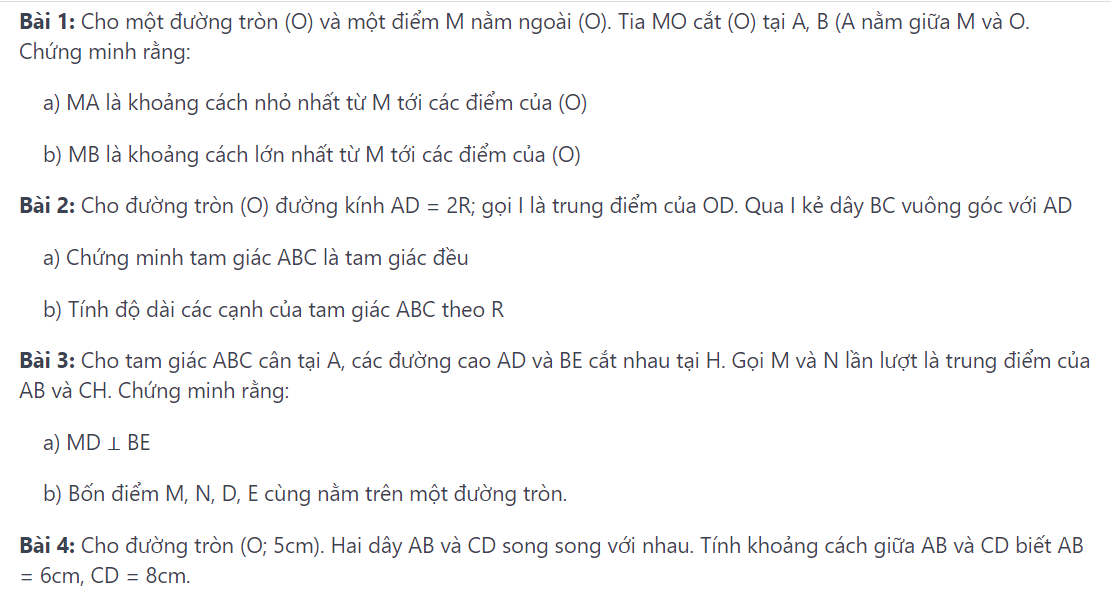 Bài 1: Cho một đường tròn (O) và một điểm M nằm ngoài (O). Tia MO cắt (O) tại A, B (A nằm giữa M và O.
Chứng minh rằng:
a) MA là khoảng cách nhỏ nhất từ M tới các điểm của (O)
b) MB là khoảng cách lớn nhất từ M tới các điểm của (O)
Bài 2: Cho đường tròn (O) đường kính AD = 2R; gọi I là trung điểm của OD. Qua I kẻ dây BC vuông góc với AD
a) Chứng minh tam giác ABC là tam giác đều
b) Tính độ dài các cạnh của tam giác ABC theo R
Bài 3: Cho tam giác ABC cân tại A, các đường cao AD và BE cắt nhau tại H. Gọi M và N lần lượt là trung điểm của
AB và CH. Chứng minh rằng:
a) MD ⊥ BE
b) Bốn điểm M, N, D, E cùng nằm trên một đường tròn.
Bài 4: Cho đường tròn (O; 5cm). Hai dây AB và CD song song với nhau. Tính khoảng cách giữa AB và CD biết AB
= 6cm, CD = 8cm.